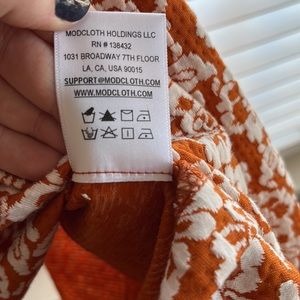 MODCLOTH HOLDINGS LLC
RN # 138432
1031 BROADWAY 7TH FLOOR
LA, CA, USA 90015
SUPPORT@MODCLOTH.COM
WWW.MODCLOTH.COM